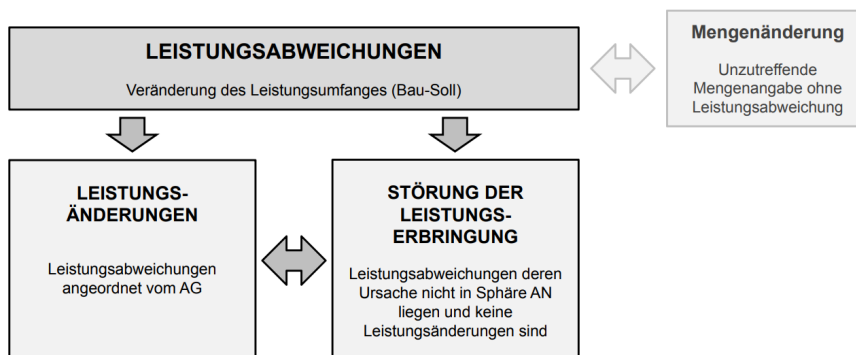 LEISTUNGSABWEICHUNGEN
Veränderung des Leistungsumfanges (Bau-Soll)
Mengenänderung
Unzutreffende
Mengenangabe ohne
Leistungsabweichung
LEISTUNGS-
ÄNDERUNGEN
Leistungsabweichungen
angeordnet vom AG
STÖRUNG DER
LEISTUNGS-
ERBRINGUNG
Leistungsabweichungen deren
Ursache nicht in Sphäre AN
liegen und keine
Leistungsänderungen sind